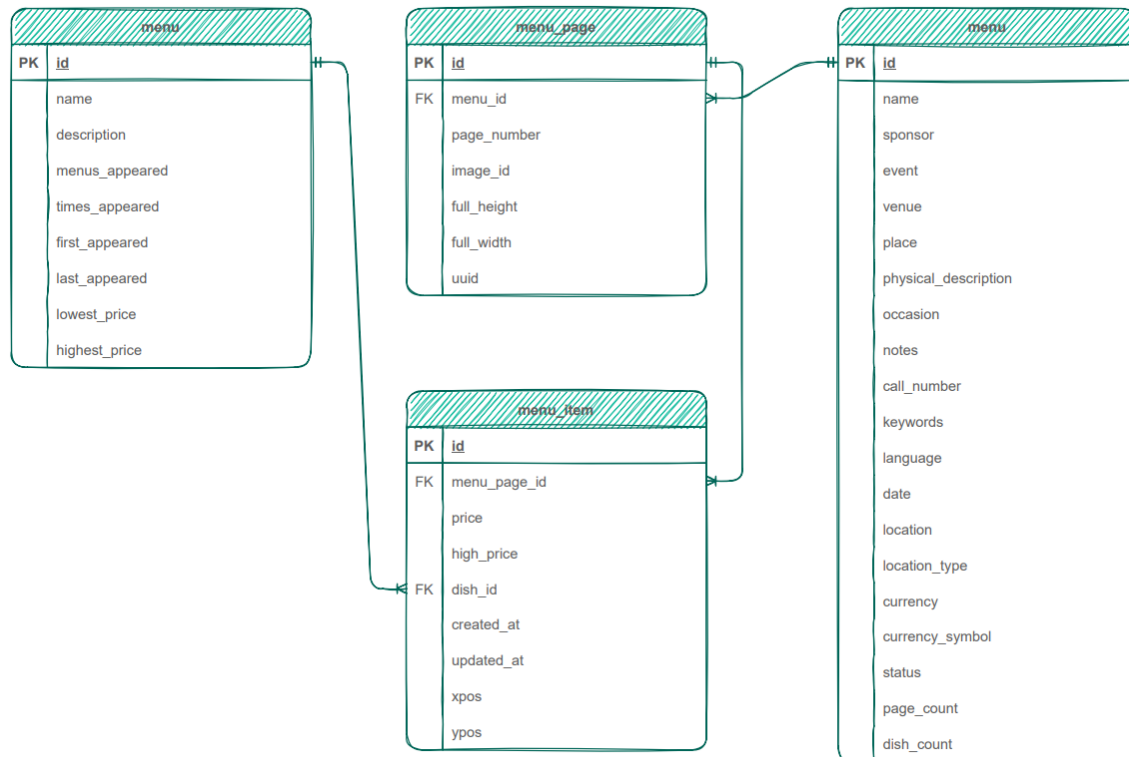 menu
PK id
name
description
menus_appeared
times_appeared
first_appeared
last_appeared
lowest_price
highest_price
menu_page
PK id
FK menu_id
page_number
image_id
full_height
full_width
uuid
menu_item
PK id
FK menu_page_id
price
high_price
FK dish_id
created_at
updated_at
xpos
ypos
menu
PK id
name
sponsor
event
venue
place
physical_description
occasion
notes
call_number
keywords
language
date
location
location_type
currency
currency_symbol
status
page_count
dish_count